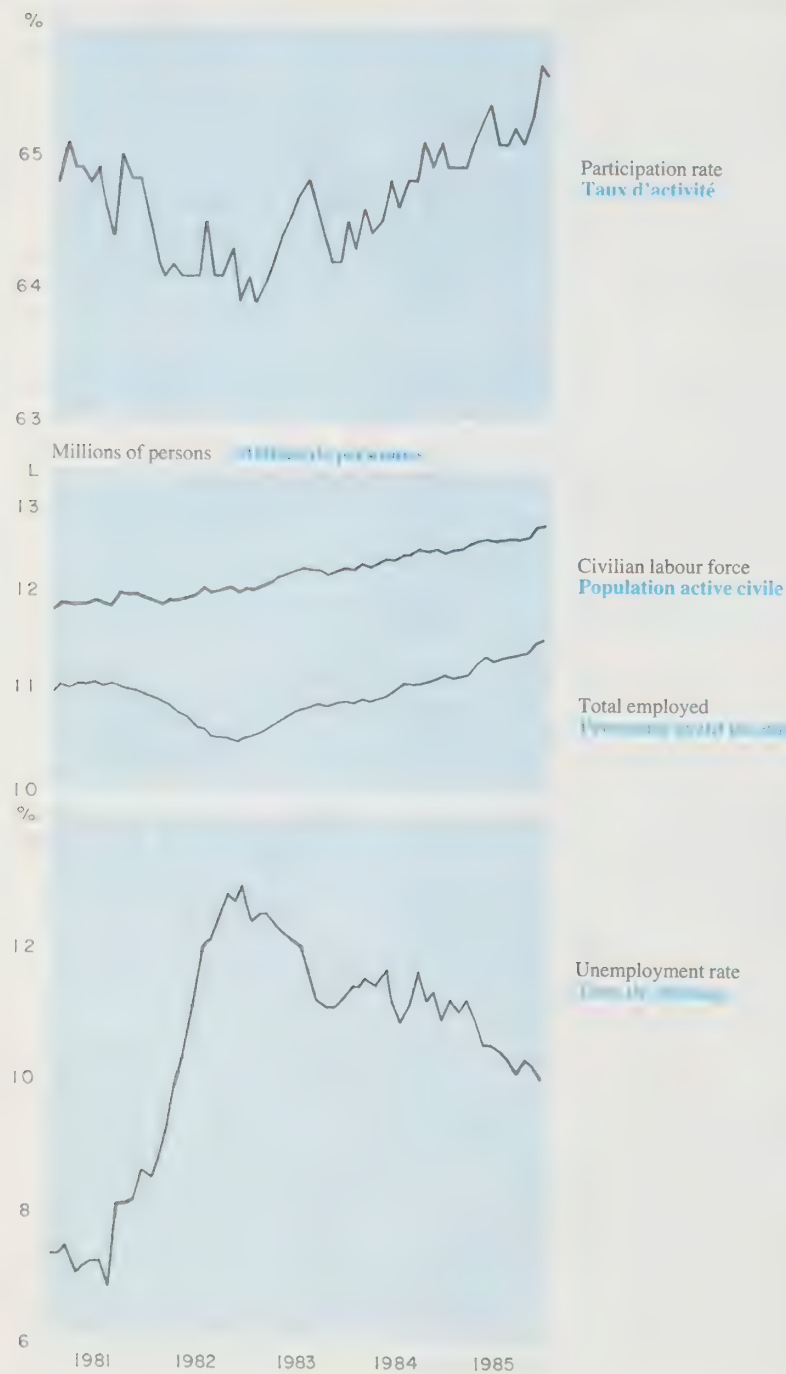 %
65
64
63
Participation rate
Taux d'activité
Millions of persons
L
13
12
11
10
Civilian labour force
Population active civile
Total employed
%
12
10
8
6
Unemployment rate
1981 1982 1983 1984 1985